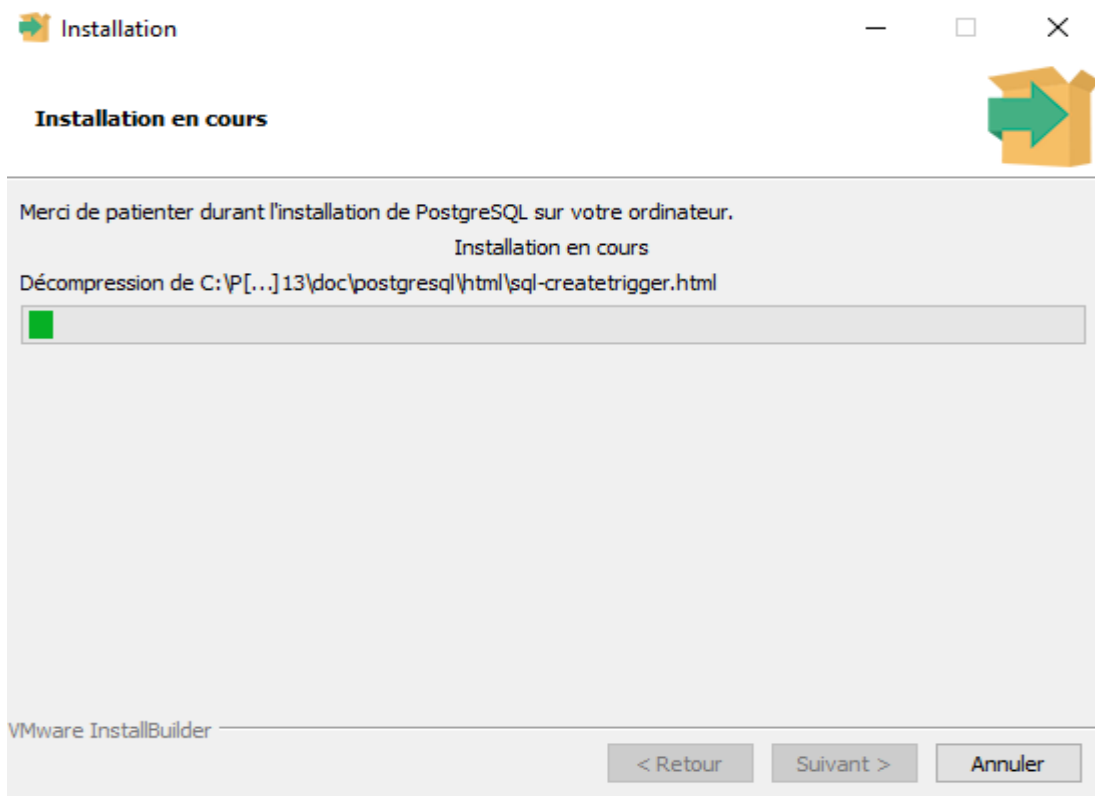 Installation
Installation en cours
Merci de patienter durant l'installation de PostgreSQL sur votre ordinateur.
Installation en cours
Décompression de C:\P[...]13\doc\postgresql\html\sql-createtrigger.html
VMware InstallBuilder
< Retour
Suivant >
Annuler